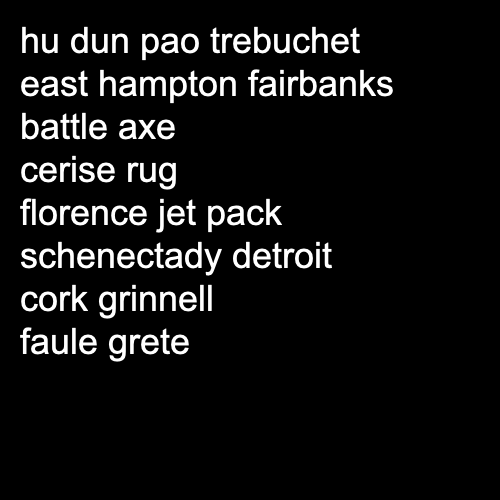 hu dun pao trebuchet
east hampton fairbanks
battle axe
cerise rug
florence jet pack
schenectady detroit
cork grinnell
faule grete